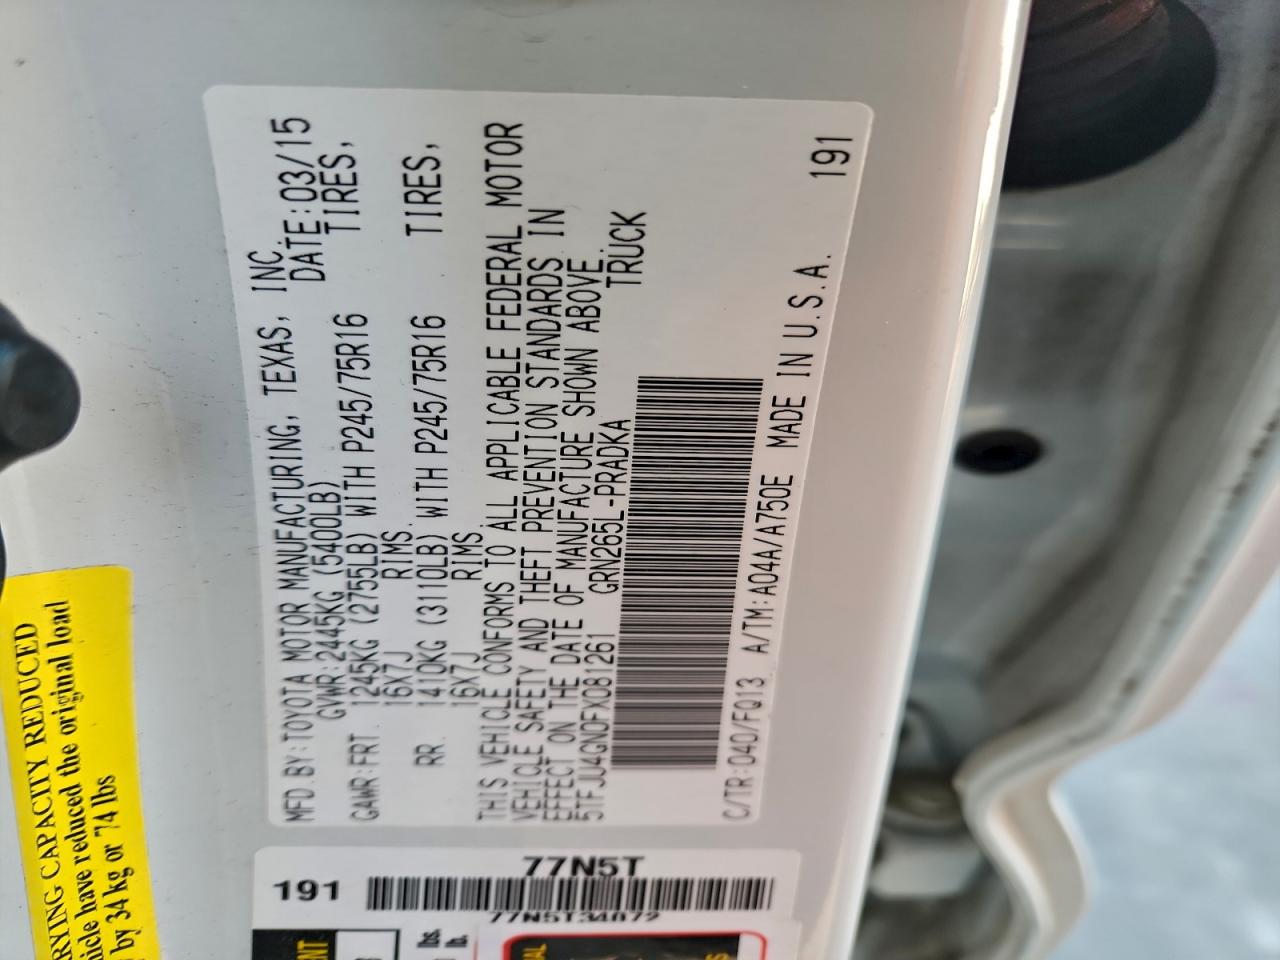 MFD BY:TOYOTA MOTOR MANUFACTURING, TEXAS, INC.
GVWR:2445KG (5400LB) DATE:03/15
GAWR:FRT. 1245KG (2755LB) WITH P245/75R16 TIRES,
16X7J RIMS.
RR. 1410KG (3110LB) WITH P245/75R16 TIRES,
16X7J RIMS
THIS VEHICLE CONFORMS TO ALL APPLICABLE FEDERAL MOTOR
VEHICLE SAFETY AND THEFT PREVENTION STANDARDS IN
EFFECT ON THE DATE OF MANUFACTURE SHOWN ABOVE.
5TFJU4GN0FX081261 GRN265L-PRADKA TRUCK
C/TR:040/FQ13 A/TM:A04A/A750E MADE IN U.S.A. 191
77N5T
191
77N5T34072
RYING CAPACITY REDUCED
hicle have reduced the original load
by 34 kg or 74 lbs
lbs.
lb.